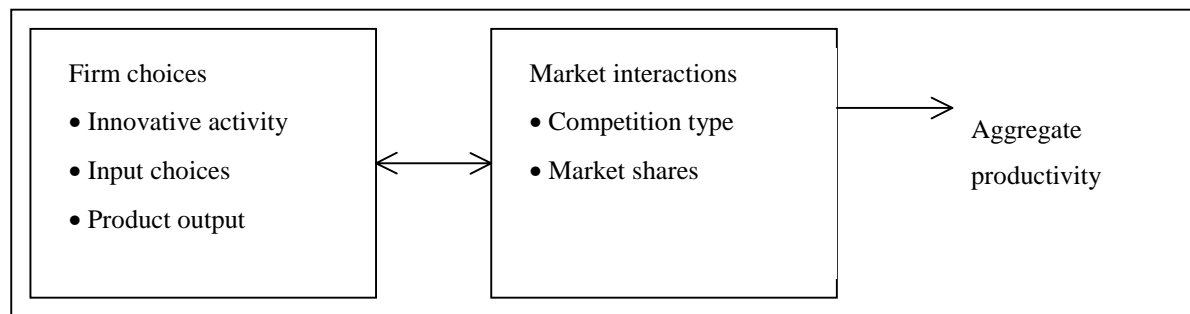 Firm choices
• Innovative activity
• Input choices
• Product output
Market interactions
• Competition type
• Market shares
Aggregate
productivity